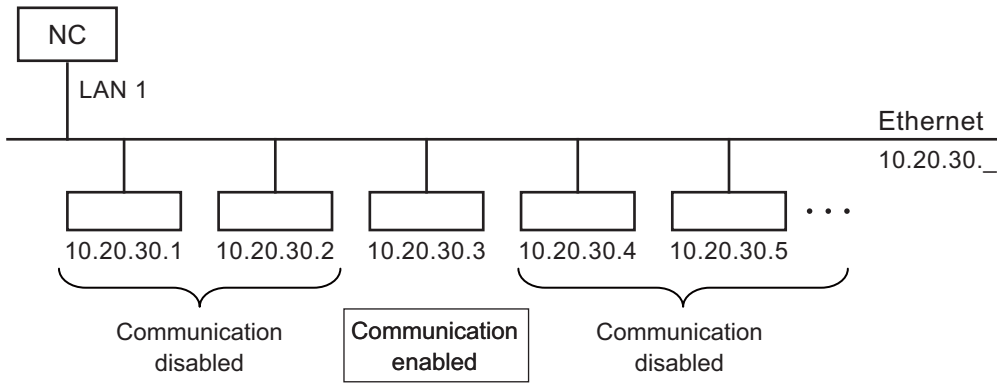 NC
LAN 1
Ethernet
10.20.30._
10.20.30.1
10.20.30.2
10.20.30.3
10.20.30.4
10.20.30.5
...
Communication
disabled
Communication
enabled
Communication
disabled